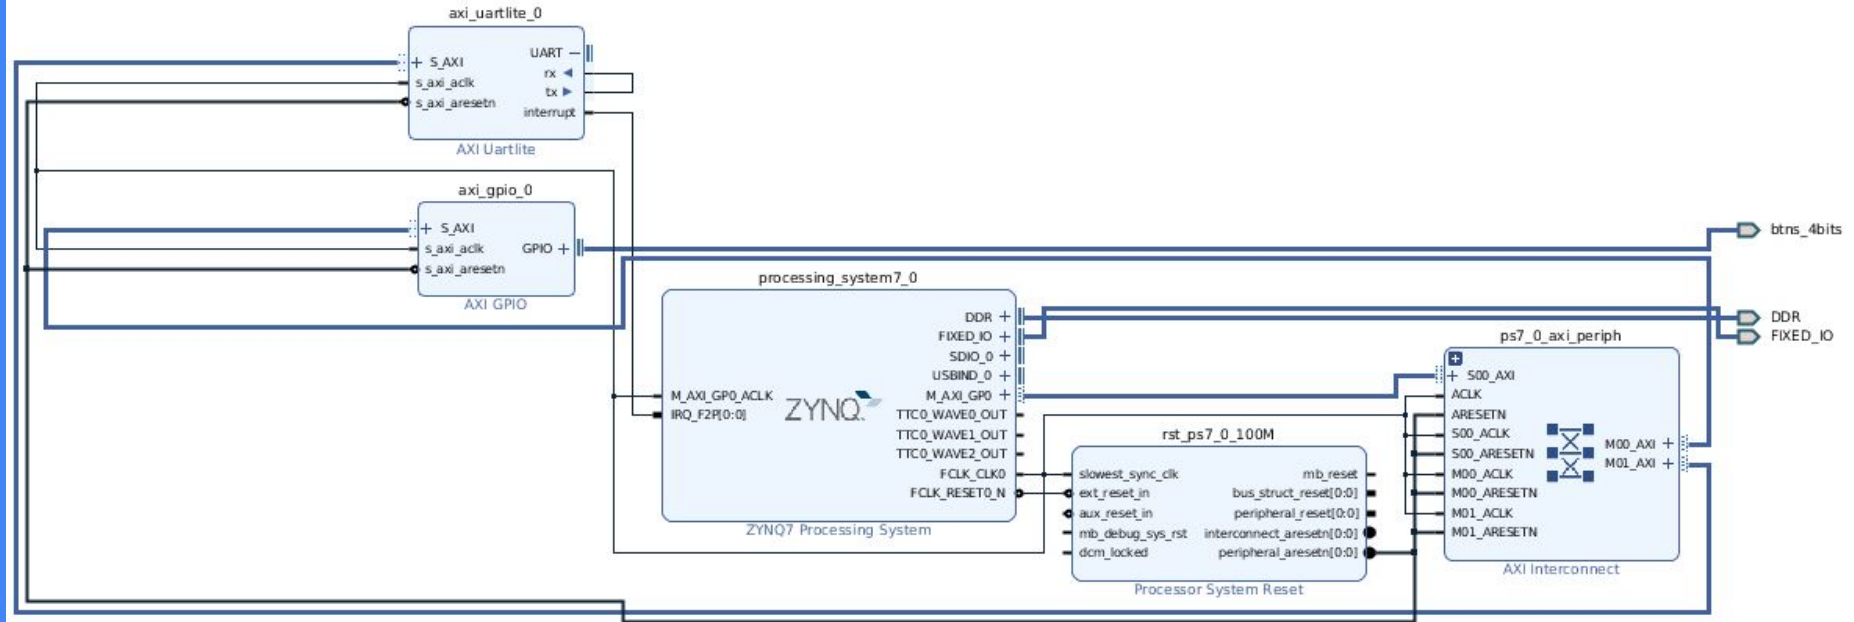 axi_uartlite_0
S_AXI
s_axi_aclk
s_axi_aresetn
UART
rx
tx
interrupt
AXI Uartlite
axi_gpio_0
S_AXI
s_axi_aclk
s_axi_aresetn
GPIO
AXI GPIO
btns_4bits
DDR
FIXED_IO
processing_system7_0
M_AXI_GP0_ACLK
IRQ_F2P[0:0]
ZYNQ
DDR
FIXED_IO
SDIO_0
USBIND_0
M_AXI_GP0
TTC0_WAVE0_OUT
TTC0_WAVE1_OUT
TTC0_WAVE2_OUT
FCLK_CLK0
FCLK_RESET0_N
ZYNQ7 Processing System
rst_ps7_0_100M
slowest_sync_clk
ext_reset_in
aux_reset_in
mb_debug_sys_rst
dcm_locked
mb_reset
bus_struct_reset[0:0]
peripheral_reset[0:0]
interconnect_aresetn[0:0]
peripheral_aresetn[0:0]
Processor System Reset
ps7_0_axi_periph
S00_AXI
ACLK
ARESETN
S00_ACLK
S00_ARESETN
M00_ACLK
M00_ARESETN
M01_ACLK
M01_ARESETN
M00_AXI
M01_AXI
AXI Interconnect